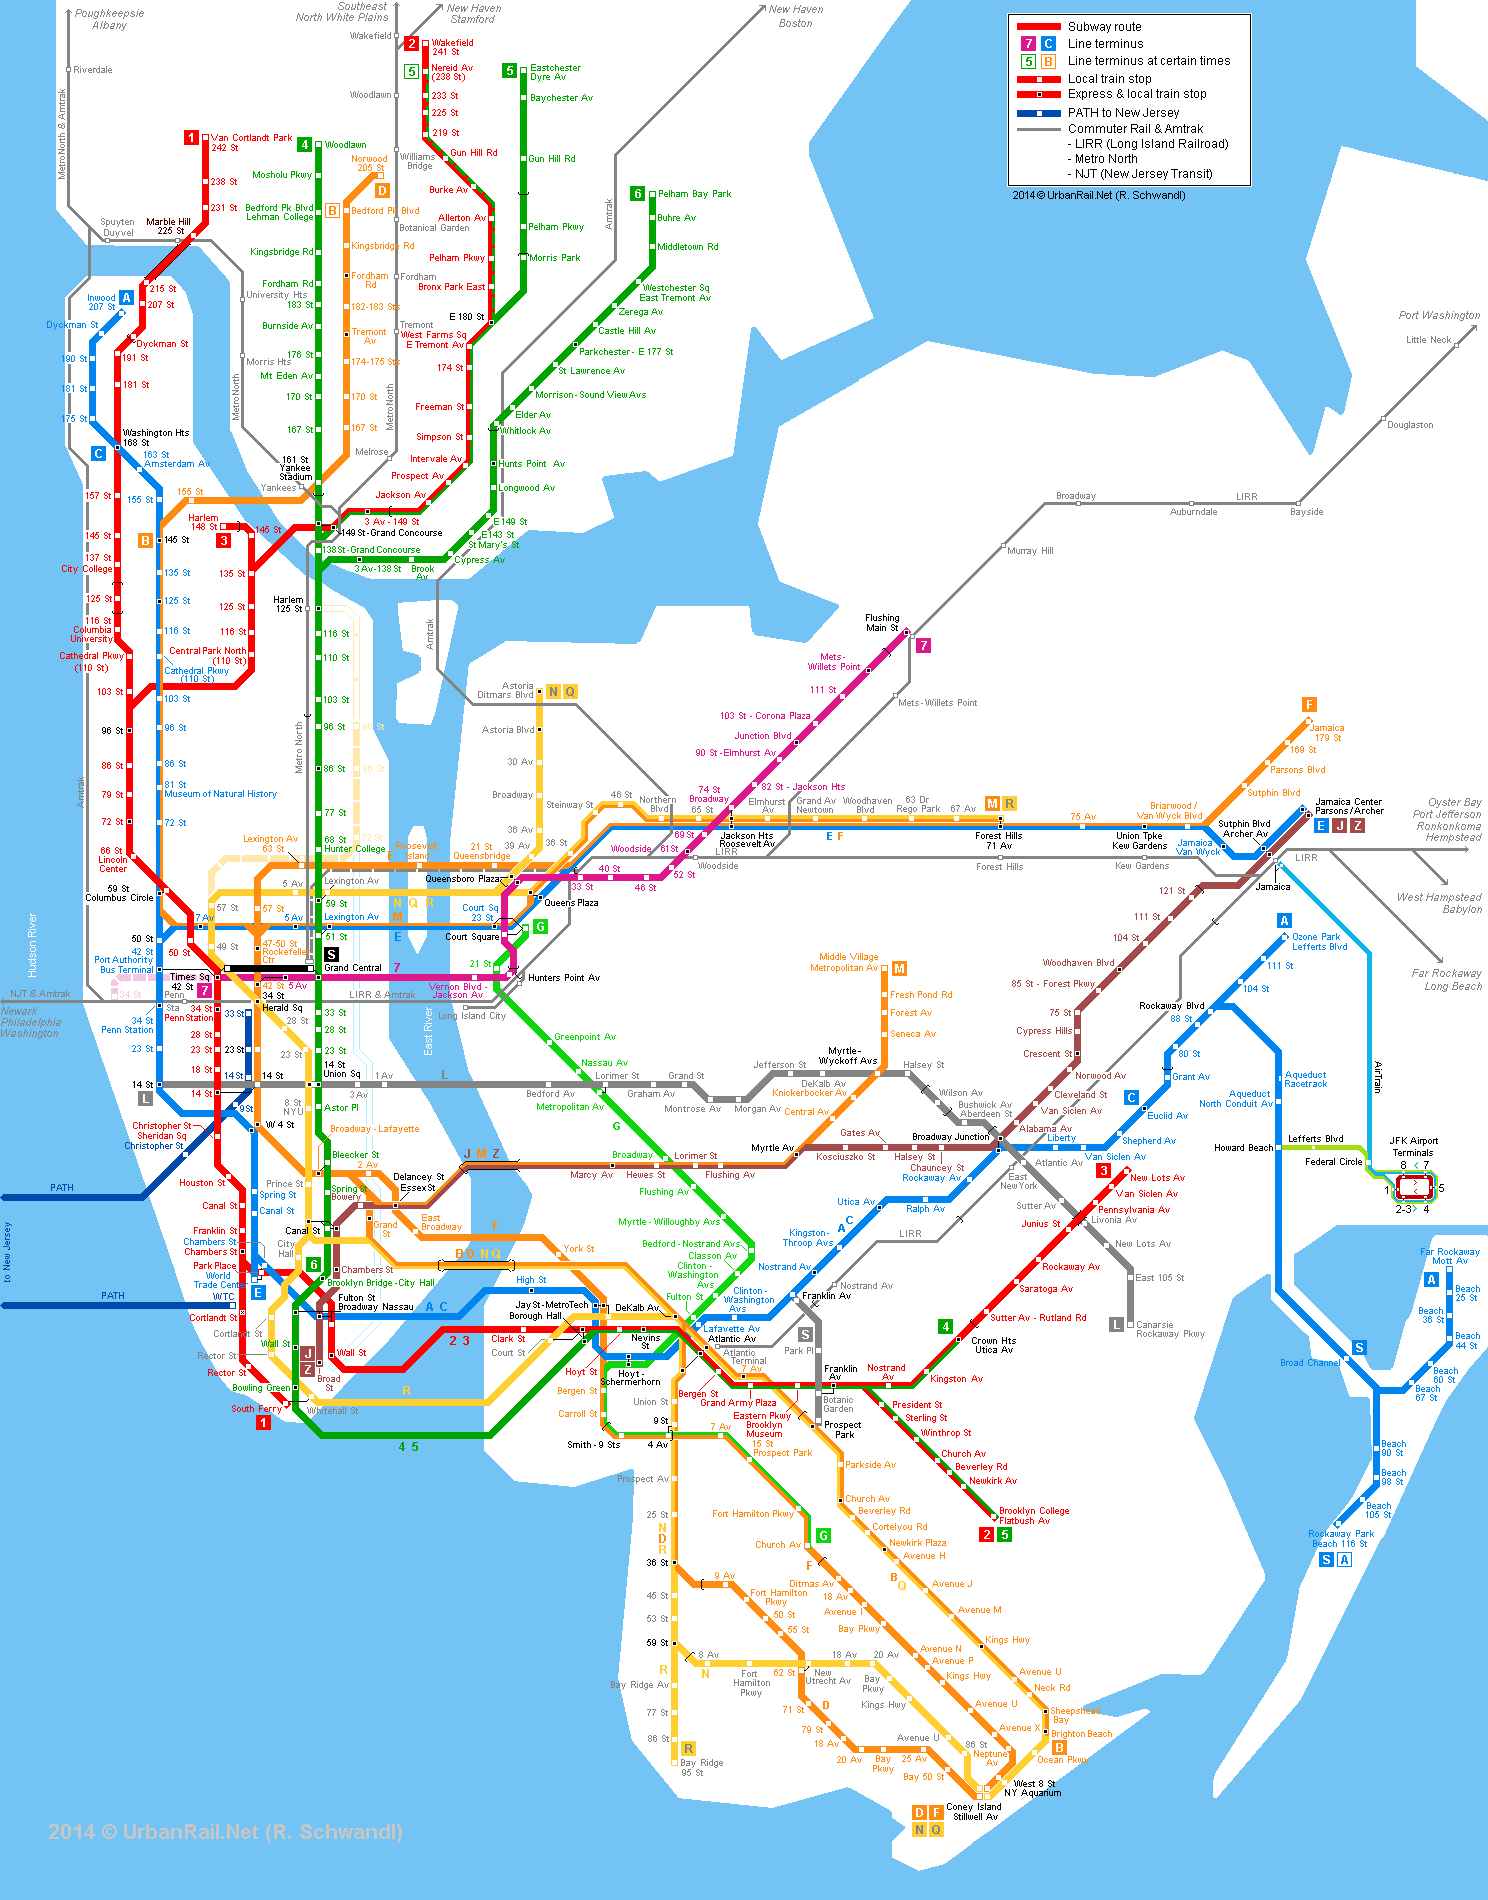 Poughkeepsie
Albany
Southeast
North White Plains
New Haven
Stamford
New Haven
Boston
Subway route
7 C Line terminus
5 B Line terminus at certain times
Local train stop
Express & local train stop
PATH to New Jersey
Commuter Rail & Amtrak
- LIRR (Long Island Railroad)
- Metro North
- NJT (New Jersey Transit)
2014 © UrbanRail.Net (R. Schwandl)
Wakefield
2
Wakefield
241 St
Riverdale
5
Nereid Av
(238 St)
5
Eastchester
Dyre Av
Woodlawn
233 St
Baychester Av
225 St
219 St
MetroNorth & Amtrak
1
Van Cortlandt Park
242 St
4
Woodlawn
Williams
Bridge
Gun Hill Rd
Gun Hill Rd
Norwood
205 St
D
Mosholu Pkwy
238 St
Burke Av
6
Pelham Bay Park
231 St
Bedford Pk Blvd
Lehman College
B
Bedford Pk Blvd
Allerton Av
Buhre Av
Marble Hill
225 St
Spuyten
Duyvel
Botanical Garden
Pelham Pkwy
Amtrak
Kingsbridge Rd
Kingsbridge Rd
Middletown Rd
Pelham Pkwy
Morris Park
215 St
Fordham Rd
Fordham
Rd
Fordham
Bronx Park East
Westchester Sq
East Tremont Av
Inwood
207 St
A
207 St
University Hts
183 St
182-183 Sts
Zerega Av
Dyckman St
Burnside Av
Tremont
Av
Tremont
E 180 St
Castle Hill Av
West Farms Sq
E Tremont Av
Dyckman St
Port Washington
Little Neck
190 St
191 St
Morris Hts
176 St
174-175 Sts
174 St
Parkchester - E 177 St
Mt Eden Av
St Lawrence Av
181 St
181 St
170 St
170 St
Freeman St
Morrison - Sound View Avs
MetroNorth
MetroNorth
175 St
167 St
167 St
Simpson St
Elder Av
Whitlock Av
Douglaston
Washington Hts
168 St
C
163 St
Amsterdam Av
161 St
Yankee
Stadium
Melrose
Intervale Av
Hunts Point Av
Prospect Av
Yankees
157 St
155 St
155 St
Jackson Av
Longwood Av
Broadway
LIRR
Auburndale
Bayside
Harlem
148 St
3
145 St
3 Av - 149 St
149 St - Grand Concourse
E 149 St
E143 St
St Mary's St
145 St
B
145 St
138 St - Grand Concourse
3 Av - 138 St
Brook
Av
Cypress Av
Murray Hill
137 St
City College
135 St
135 St
125 St
125 St
125 St
Harlem
125 St
116 St
Columbia
University
116 St
116 St
116 St
Amtrak
Flushing
Main St
7
Cathedral Pkwy
(110 St)
Cathedral Pkwy
(110 St)
Central Park North
(110 St)
110 St
Mets -
Willets Point
103 St
103 St
103 St
Astoria
Ditmars Blvd
N Q
111 St
Mets - Willets Point
96 St
96 St
96 St
96 St
Astoria Blvd
103 St - Corona Plaza
Junction Blvd
F
Jamaica
179 St
169 St
86 St
86 St
86 St
86 St
Metro North
30 Av
90 St - Elmhurst Av
Parsons Blvd
79 St
81 St
Museum of Natural History
Amtrak
Broadway
Steinway St
46 St
Northern
Blvd
74 St
Broadway
82 St - Jackson Hts
Sutphin Blvd
72 St
72 St
77 St
72 St
36 Av
65 St
Elmhurst
Av
Grand Av
Newtown
Woodhaven
Blvd
63 Dr
Rego Park
67 Av
M R
75 Av
Briarwood /
Van Wyck Blvd
Jamaica Center
Parsons / Archer
E J Z
Oyster Bay
Port Jefferson
Ronkonkoma
Hempstead
68 St
Hunter College
Lexington Av
63 St
Roosevelt
Island
21 St
Queensbridge
39 Av
36 St
69 St
Jackson Hts
Roosevelt Av
E F
Forest Hills
71 Av
Union Tpke
Kew Gardens
Sutphin Blvd
Archer Av
Jamaica
Van Wyck
66 St
Lincoln
Center
Woodside
61 St
Woodside
LIRR
Forest Hills
Kew Gardens
LIRR
59 St
Columbus Circle
5 Av
Lexington Av
Queensboro Plaza
33 St
40 St
46 St
52 St
Jamaica
121 St
57 St
57 St
59 St
N Q R
Queens Plaza
West Hempstead
Babylon
7 Av
5 Av
Lexington Av
M
Court Sq
23 St
G
111 St
A
50 St
50 St
49 St
47-50 St
Rockefeller
Ctr
51 St
E
Court Square
104 St
Ozone Park
Lefferts Blvd
42 St
Port Authority
Bus Terminal
S
Grand Central
7
21 St
Middle Village
Metropolitan Av
M
Woodhaven Blvd
111 St
Hudson River
Times Sq
42 St
7
42 St
5 Av
Vernon Blvd -
Jackson Av
Hunters Point Av
85 St - Forest Pkwy
104 St
Far Rockaway
Long Beach
34 St
NJT & Amtrak
Penn
Sta
34 St
Penn Station
34 St
Herald Sq
LIRR & Amtrak
Long Island City
Fresh Pond Rd
Rockaway Blvd
Newark
Philadelphia
Washington
34 St
Penn Station
33 St
28 St
33 St
East River
Forest Av
75 St
88 St
28 St
28 St
Greenpoint Av
Seneca Av
Cypress Hills
23 St
23 St
23 St
23 St
23 St
Nassau Av
Myrtle -
Wyckoff Avs
Crescent St
80 St
18 St
14 St
14 St
14 St
Union Sq
1 Av
L
Lorimer St
Grand St
Jefferson St
Halsey St
Norwood Av
Grant Av
AirTrain
14 St
L
14 St
3 Av
Bedford Av
Graham Av
DeKalb Av
Knickerbocker Av
Wilson Av
Cleveland St
C
Aqueduct
Racetrack
9 St
8 St
NYU
Astor Pl
Metropolitan Av
Montrose Av
Morgan Av
Central Av
Bushwick Av
Aberdeen St
Van Siclen Av
Euclid Av
Aqueduct
North Conduit Av
Christopher St
Sheridan Sq
Christopher St
W 4 St
Broadway - Lafayette
G
Gates Av
Alabama Av
Broadway Junction
Liberty
Shepherd Av
Bleecker St
2 Av
J M Z
Broadway
Lorimer St
Myrtle Av
Kosciuszko St
Halsey St
Chauncey St
Rockaway Av
Atlantic Av
Van Siclen Av
Howard Beach
Lefferts Blvd
Federal Circle
JFK Airport
Terminals
8 < 7
1
5
2-3 > 4
Houston St
Prince St
Spring St
Bowery
Delancey St
Essex St
Marcy Av
Hewes St
Flushing Av
Flushing Av
East
New York
3
New Lots Av
PATH
Spring St
Utica Av
Ralph Av
Van Siclen Av
Canal St
Canal St
Canal St
Grand
St
East
Broadway
F
Myrtle - Willoughby Avs
Kingston-
Throop Avs
A C
LIRR
Sutter Av
Pennsylvania Av
Livonia Av
Junius St
Franklin St
Chambers St
Chambers St
City
Hall
B D N Q
York St
Bedford - Nostrand Avs
Classon Av
Clinton -
Washington
Avs
Nostrand Av
Nostrand Av
New Lots Av
Rockaway Av
to New Jersey
Park Place
World
Trade Center
E
6
Chambers St
Brooklyn Bridge - City Hall
High St
Saratoga Av
East 105 St
Far Rockaway
Mott Av
A
PATH
WTC
Fulton St
Broadway Nassau
A C
Jay St - MetroTech
Borough Hall
Fulton St
Clinton -
Washington
Avs
Franklin Av
Beach
25 St
Cortlandt St
Cortlandt St
DeKalb Av
Lafayette Av
Sutter Av - Rutland Rd
Beach
36 St
Wall St
2 3
Clark St
Nevins
St
Atlantic Av
S
4
L
Canarsie
Rockaway Pkwy
Rector St
J
Z
Wall St
Court St
Atlantic
Terminal
Park Pl
Crown Hts
Utica Av
Beach
44 St
Rector St
Broad
St
Hoyt St
Hoyt -
Schermerhorn
7 Av
Franklin
Av
Nostrand
Av
Kingston Av
Broad Channel
S
Bowling Green
R
Bergen St
Bergen St
Grand Army Plaza
Beach
60 St
South Ferry
1
Whitehall St
Union St
Botanic
Garden
President St
Beach
67 St
Carroll St
9 St
Eastern Pkwy
Brooklyn
Museum
Prospect
Park
Sterling St
4 5
Smith - 9 Sts
4 Av
7 Av
15 St
Prospect Park
Winthrop St
Beach
90 St
Church Av
Prospect Av
Parkside Av
Beverley Rd
Newkirk Av
Beach
98 St
25 St
Fort Hamilton Pkwy
Church Av
Beverley Rd
Brooklyn College
Flatbush Av
Beach
105 St
N
D
R
G
Cortelyou Rd
2 5
Church Av
Newkirk Plaza
Rockaway Park
Beach 116 St
S A
36 St
F
Avenue H
9 Av
B
Q
Ditmas Av
Avenue J
45 St
Fort Hamilton
Pkwy
18 Av
53 St
50 St
Avenue I
Avenue M
55 St
Bay Pkwy
59 St
8 Av
18 Av
20 Av
Avenue N
Kings Hwy
R
N
Fort
Hamilton
Pkwy
62 St
New
Utrecht Av
Bay
Pkwy
Avenue P
Kings Hwy
Avenue U
Bay Ridge Av
Neck Rd
D
Kings Hwy
Avenue U
77 St
71 St
Sheepshead
Bay
79 St
Avenue X
Brighton Beach
86 St
18 Av
Avenue U
86 St
B
R
Bay Ridge
95 St
20 Av
Bay
Pkwy
25 Av
Neptune
Av
Ocean Pkwy
Bay 50 St
West 8 St
NY Aquarium
D F
N Q
Coney Island
Stillwell Av
2014 © UrbanRail.Net (R. Schwandl)